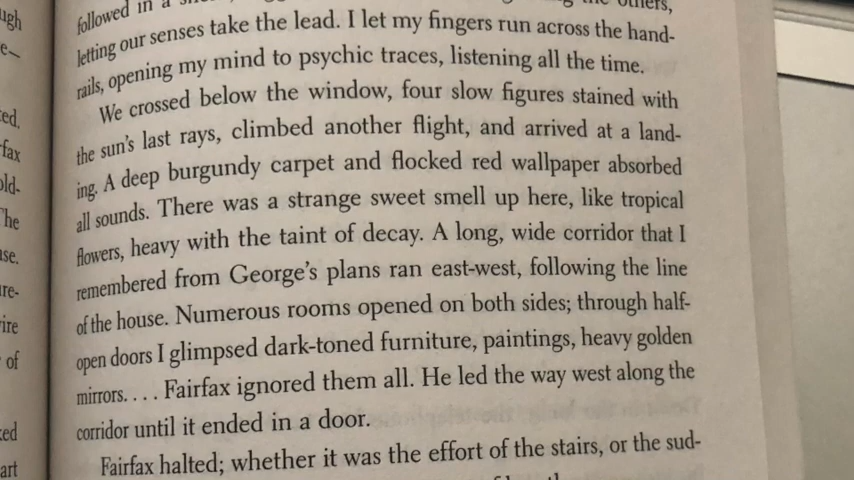 followed in a
letting our senses take the lead. I let my fingers run across the hand-
rails, opening my mind to psychic traces, listening all the time.
We crossed below the window, four slow figures stained with
the sun's last rays, climbed another flight, and arrived at a land-
ing. A deep burgundy carpet and flocked red wallpaper absorbed
all sounds. There was a strange sweet smell up here, like tropical
flowers, heavy with the taint of decay. A long, wide corridor that I
remembered from George's plans ran east-west, following the line
of the house. Numerous rooms opened on both sides; through half-
open doors I glimpsed dark-toned furniture, paintings, heavy golden
mirrors. . . . Fairfax ignored them all. He led the way west along the
corridor until it ended in a door.
Fairfax halted; whether it was the effort of the stairs, or the sud-